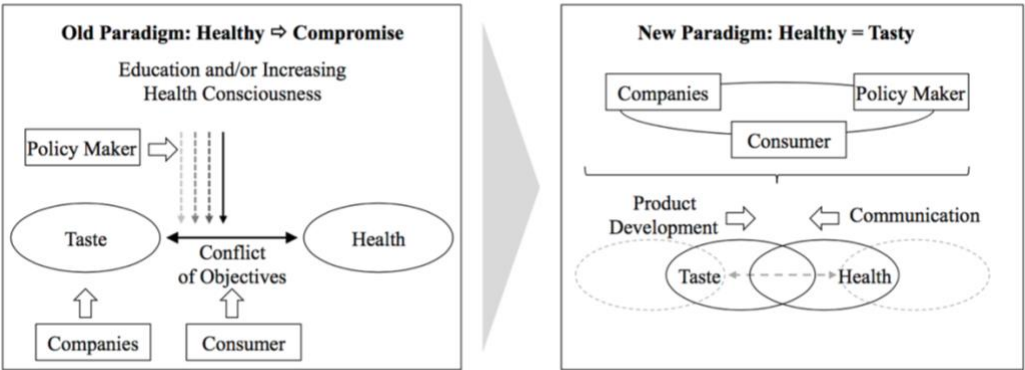 Old Paradigm: Healthy ⇨ Compromise
Education and/or Increasing
Health Consciousness
Policy Maker
Taste
Health
Conflict
of Objectives
Companies
Consumer
New Paradigm: Healthy = Tasty
Companies
Policy Maker
Consumer
Product
Development
Communication
Taste
Health